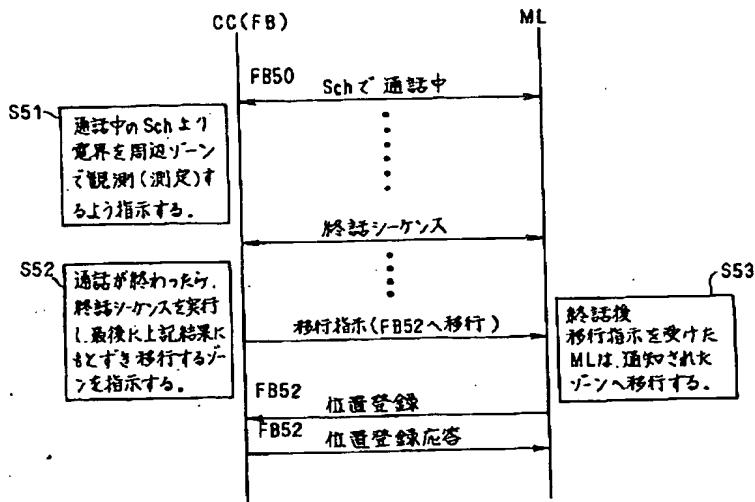 CC(FB)
ML
FB50
Schで通話中
S51
通話中のSchより
電界を周辺ゾーン
で観測(測定)す
るよう指示する。
終話シーケンス
S52
通話が終わったら、
終話シーケンスを実行
し、最後に上記結果に
もとずき移行するゾー
ンを指示する。
移行指示(FB52へ移行)
S53
終話後
移行指示を受けた
MLは、通知された
ゾーンへ移行する。
FB52
位置登録
FB52
位置登録応答